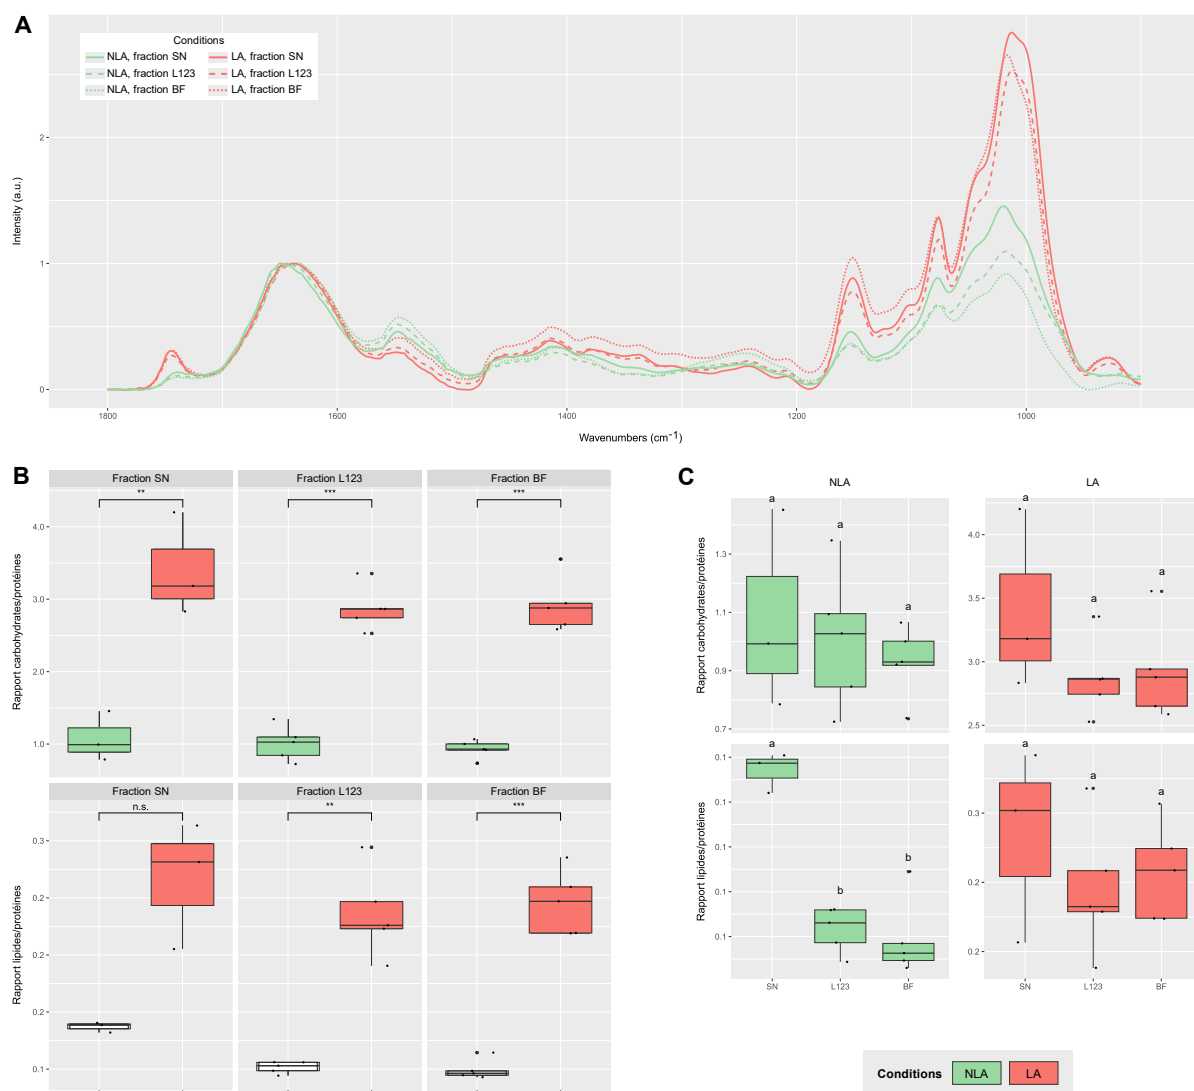 A
Conditions
NLA, fraction SN
LA, fraction SN
NLA, fraction L123
LA, fraction L123
NLA, fraction BF
LA, fraction BF
Intensity (a.u.)
2
1
0
1800
1600
1400
1200
1000
Wavenumbers (cm⁻¹)
B
Fraction SN
Fraction L123
Fraction BF
**
***
***
Rapport carbohydrates/protéines
4.0
3.0
2.0
1.0
Fraction SN
Fraction L123
Fraction BF
n.s.
**
***
Rapport lipides/protéines
0.3
0.2
0.2
0.2
0.1
C
NLA
LA
Rapport carbohydrates/protéines
1.3
1.1
0.9
0.7
a
a
a
4.0
3.5
3.0
2.5
a
a
a
Rapport lipides/protéines
0.1
0.1
0.1
0.1
0.1
a
b
b
0.3
0.2
0.2
a
a
a
SN
L123
BF
SN
L123
BF
Conditions
NLA
LA